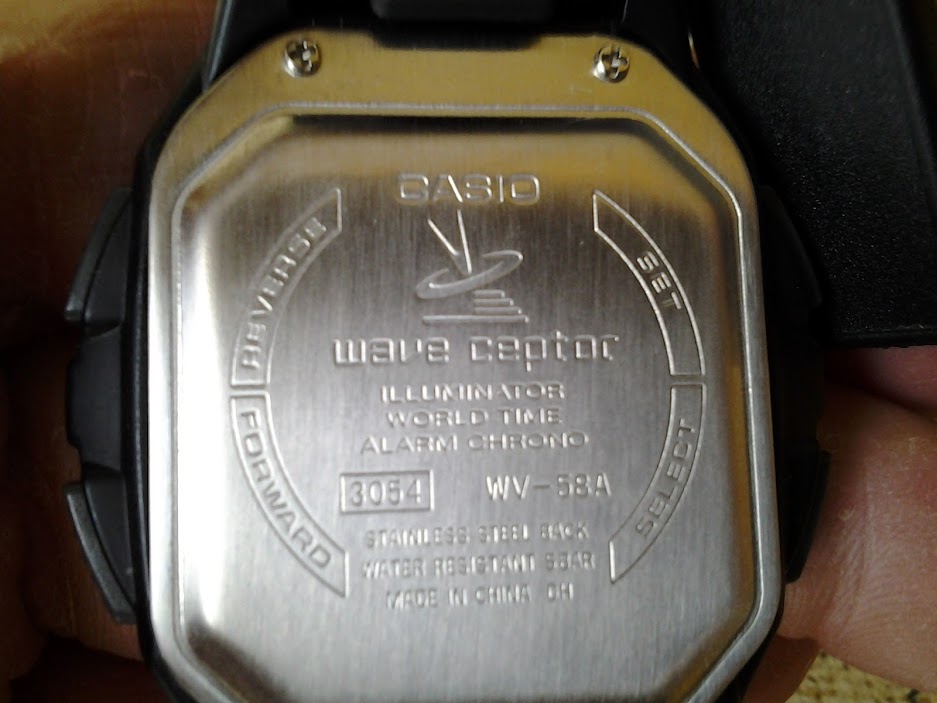 CASIO
REVERSE
SET
wave ceptor
ILLUMINATOR
WORLD TIME
ALARM CHRONO
3054 WV-58A
FORWARD
SELECT
STAINLESS STEEL BACK
WATER RESISTANT 5BAR
MADE IN CHINA DH